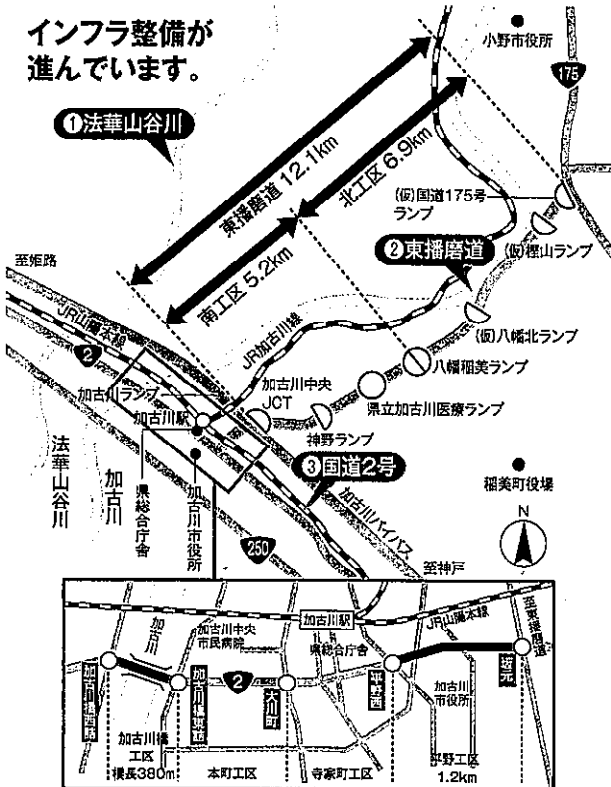 インフラ整備が
進んでいます。
小野市役所
175
①法華山谷川
東播磨道 12.1km
北工区 6.9km
南工区 5.2km
(仮)国道175号
ランプ
②東播磨道
(仮)樫山ランプ
至姫路
JR山陽本線
2
JR加古川線
(仮)八幡北ランプ
八幡稲美ランプ
加古川ランプ
加古川中央
JCT
県立加古川医療ランプ
加古川駅
神野ランプ
③国道2号
法華山谷川
加古川
県総合庁舎
加古川市役所
加古川バイパス
稲美町役場
250
N
至神戸
加古川
加古川駅
JR山陽本線
至東播磨道
加古川中央
市民病院
県総合庁舎
加古川橋西詰
加古川橋東詰
2
大川町
平野西
加古川
市役所
坂元
加古川橋
工区
橋長380m
本町工区
寺家町工区
平野工区
1.2km